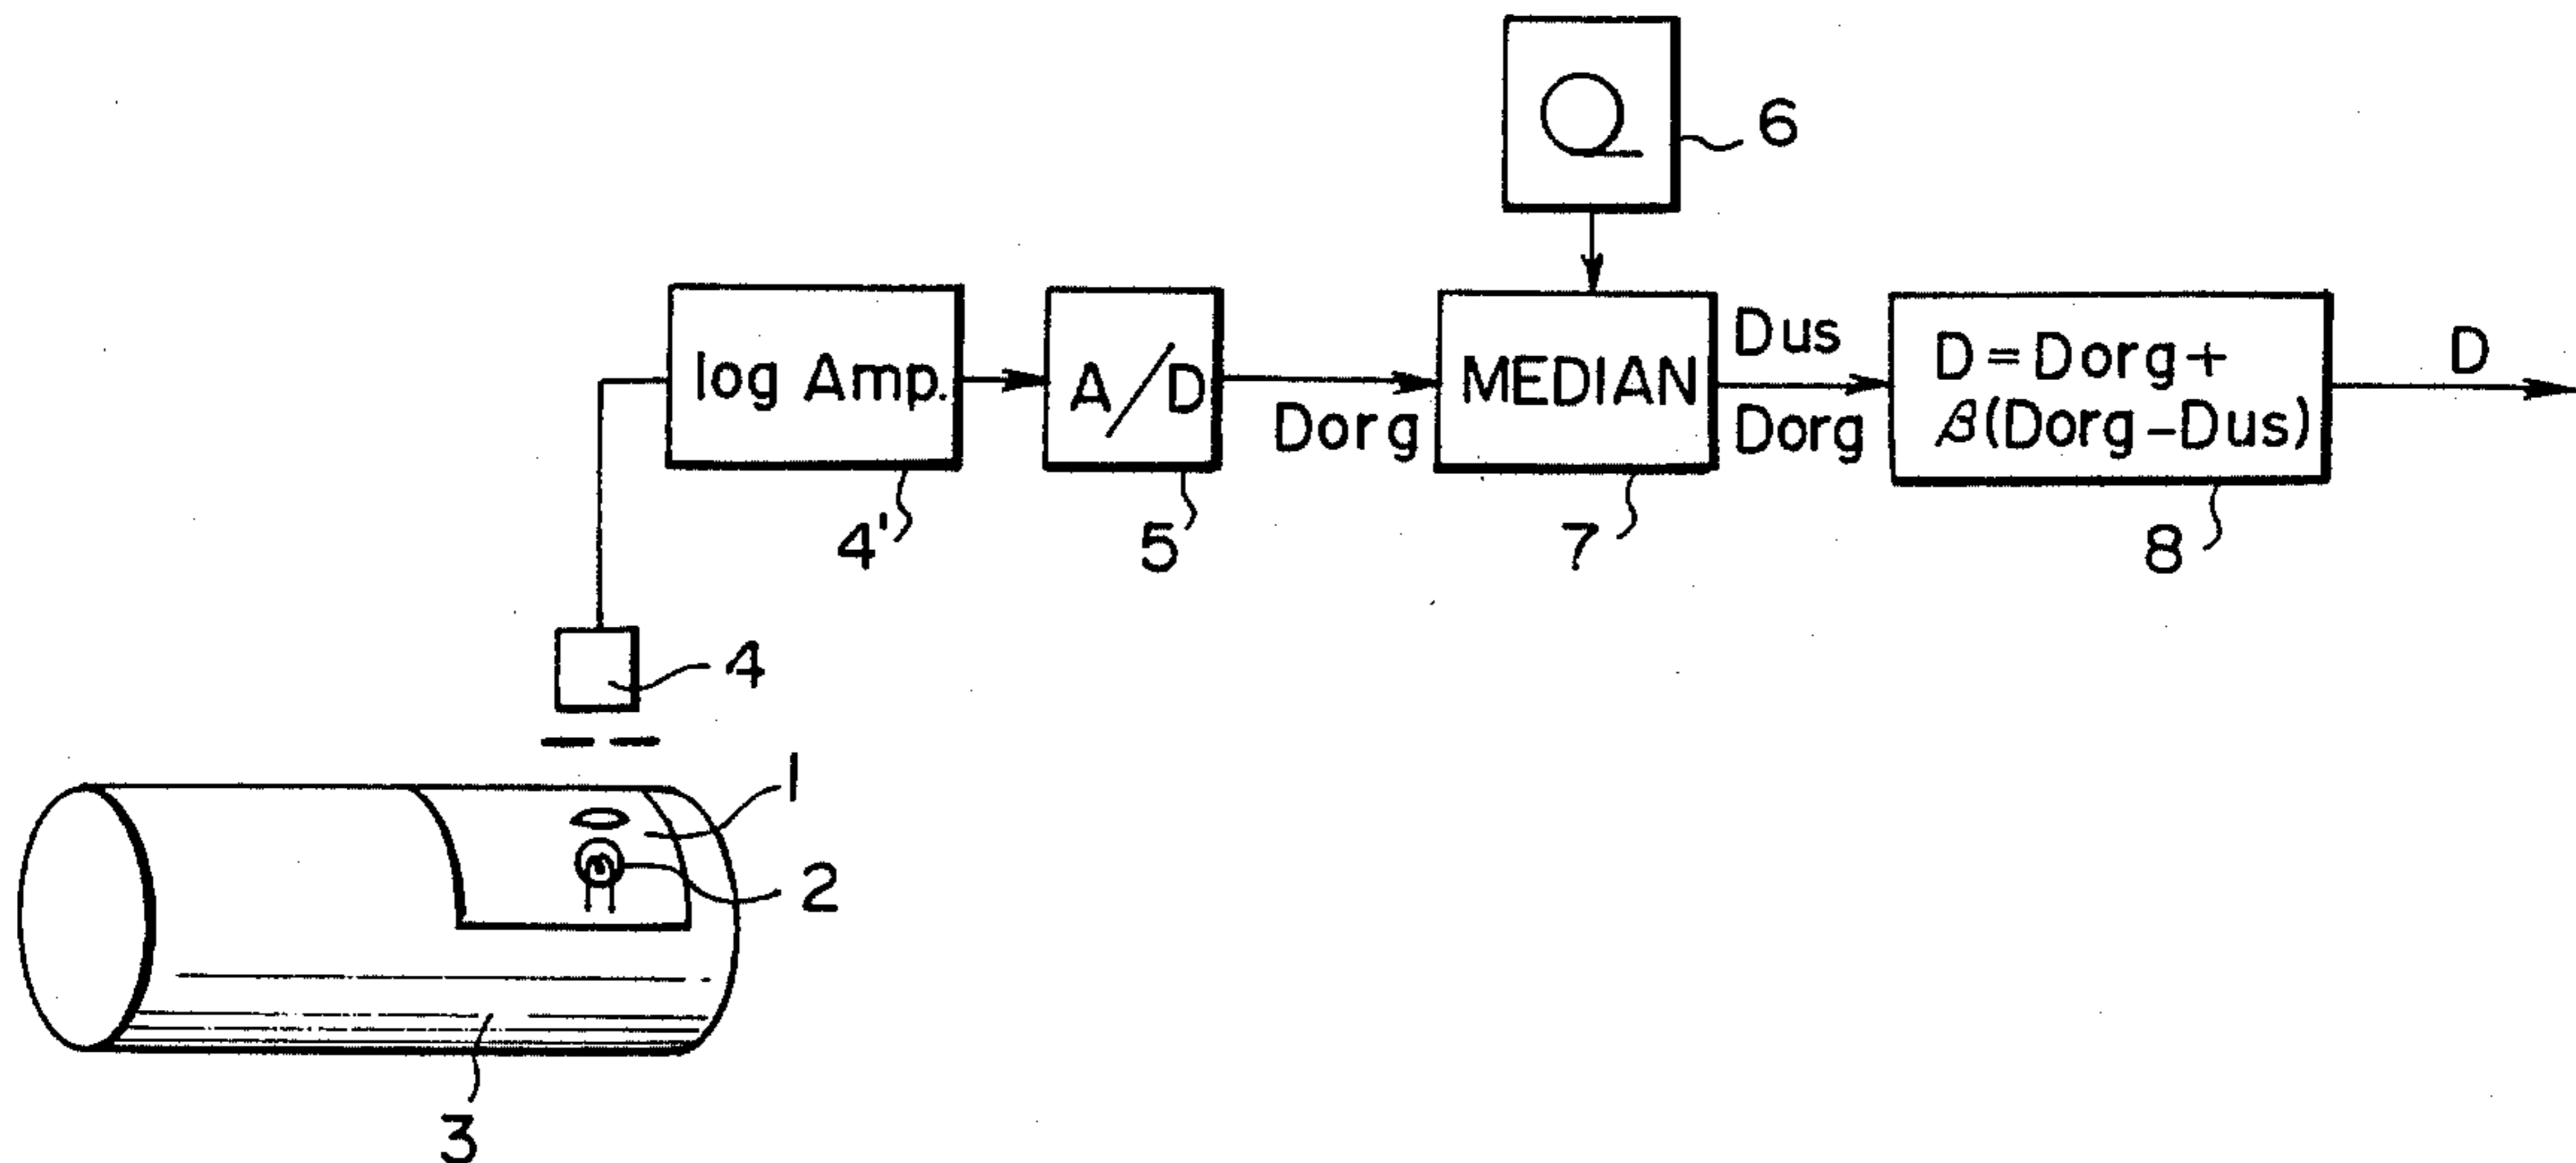 6
log Amp.
A/D
Dorg
MEDIAN
Dus
Dorg
D = Dorg +
β(Dorg-Dus)
D
4'
5
7
8
4
1
2
3